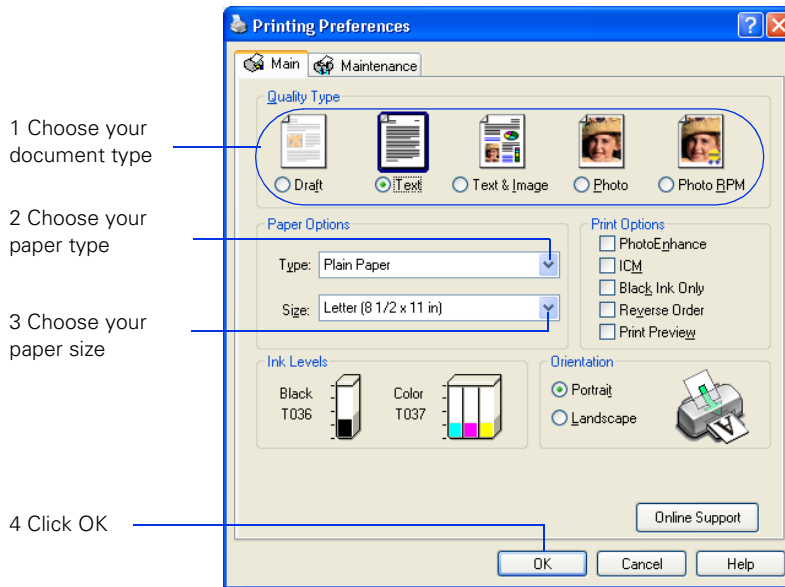 Printing Preferences
Main
Maintenance
Quality Type
1 Choose your
document type
Draft
Text
Text & Image
Photo
Photo RPM
2 Choose your
paper type
Paper Options
Type: Plain Paper
Size: Letter (8 1/2 x 11 in)
3 Choose your
paper size
Print Options
PhotoEnhance
ICM
Black Ink Only
Reverse Order
Print Preview
Ink Levels
Black
T036
Color
T037
Orientation
Portrait
Landscape
A
4 Click OK
Online Support
OK
Cancel
Help